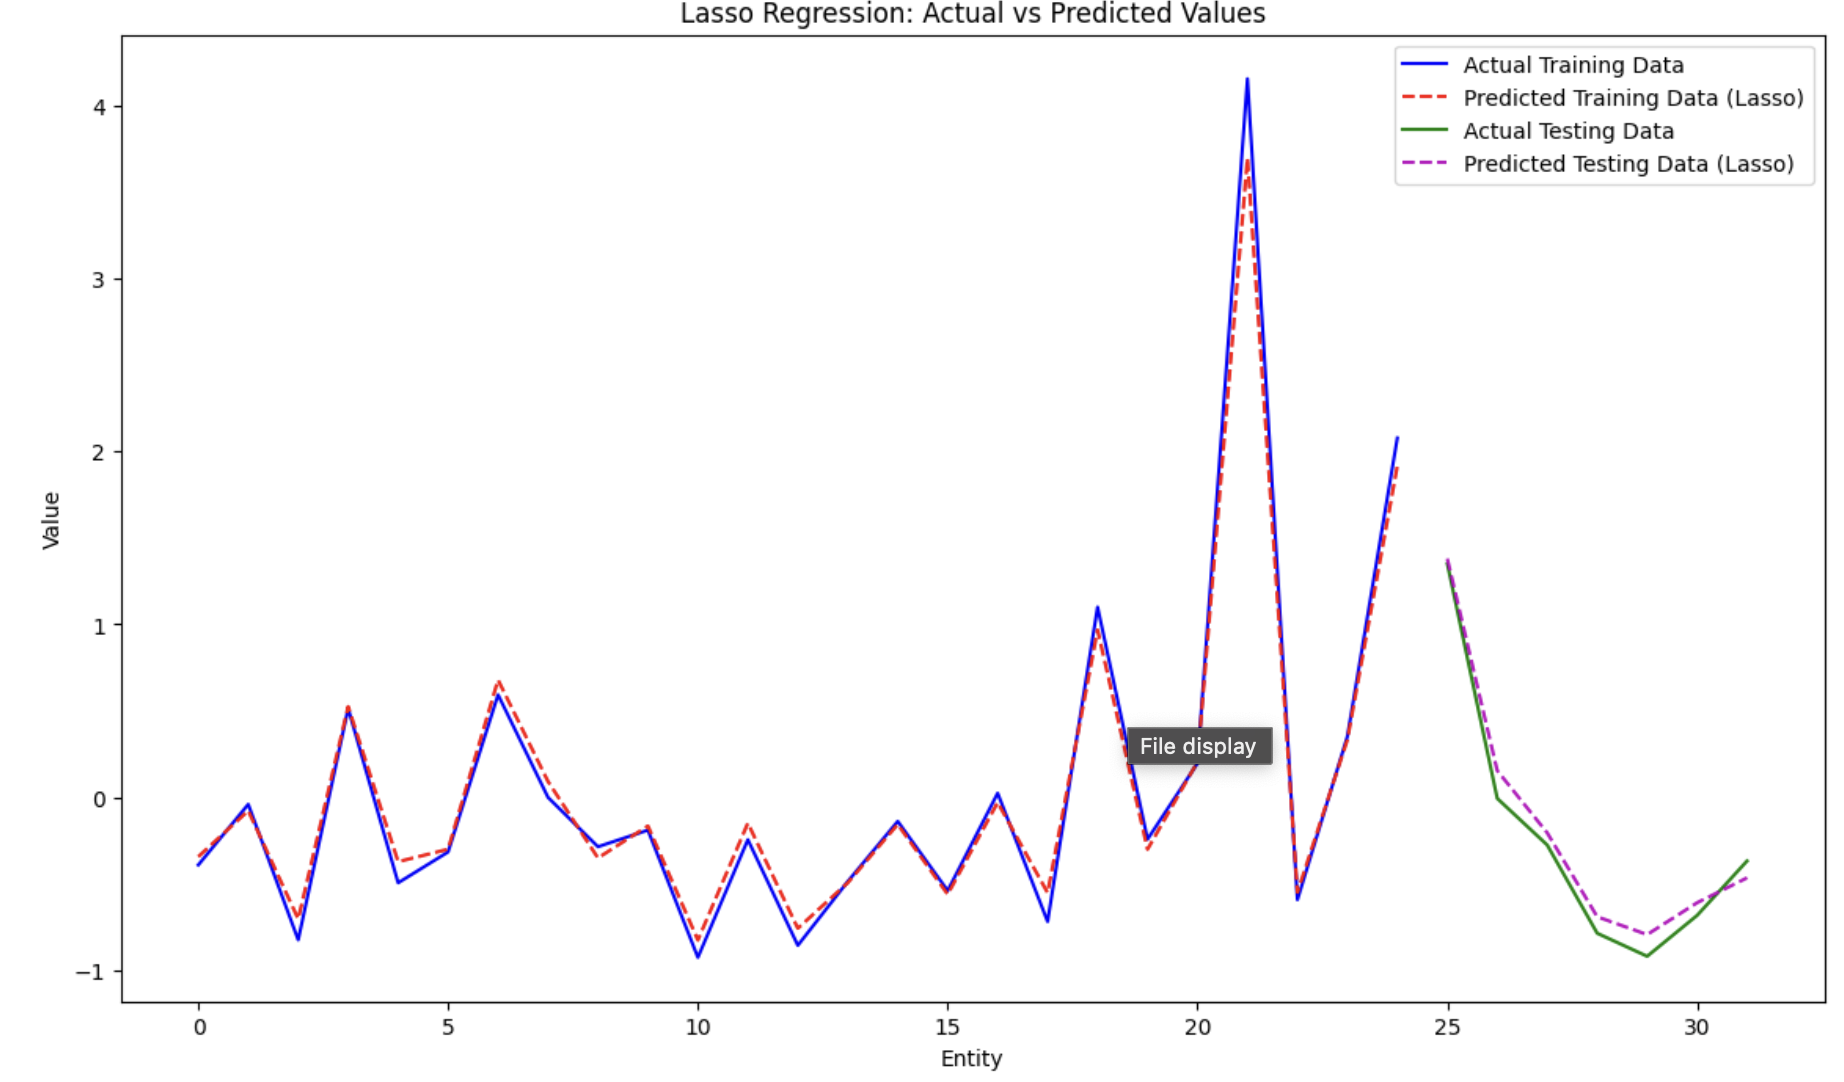 Lasso Regression: Actual vs Predicted Values
Actual Training Data
Predicted Training Data (Lasso)
Actual Testing Data
Predicted Testing Data (Lasso)
4
3
2
1
0
−1
Value
File display
0 5 10 15 20 25 30
Entity